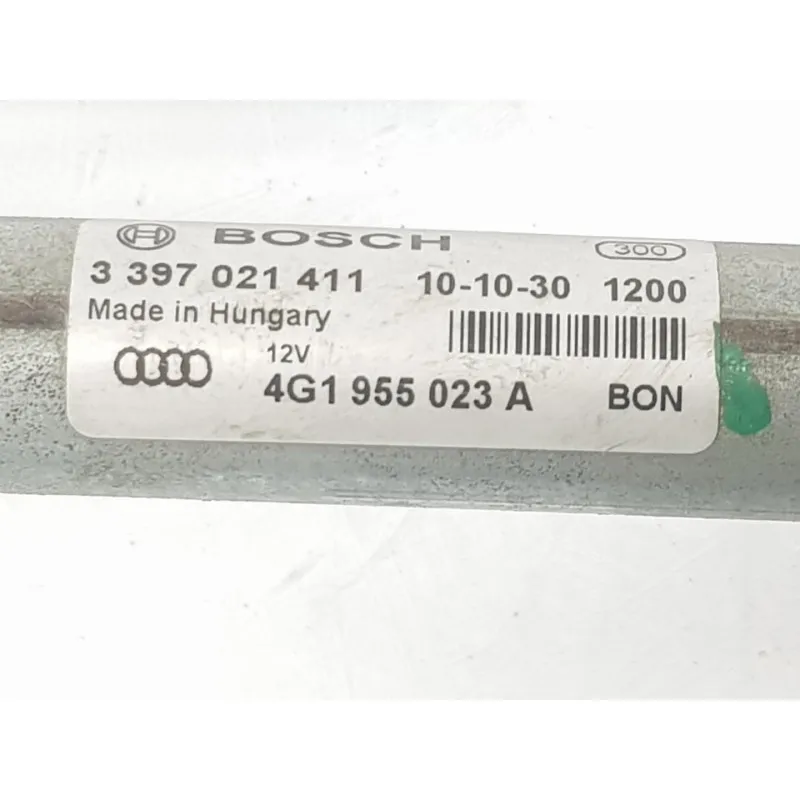 BOSCH 300
3 397 021 411 10-10-30 1200
Made in Hungary
12V
4G1 955 023 A BON